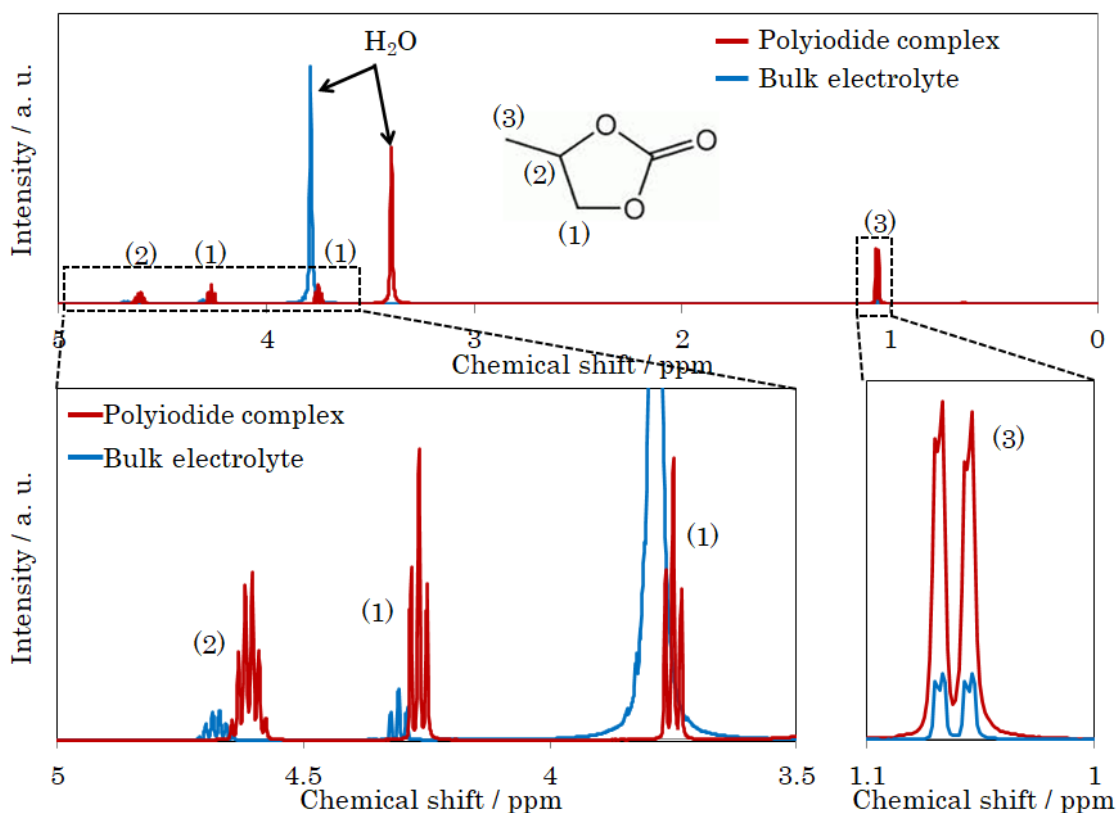 H₂O
Polyiodide complex
Bulk electrolyte
Intensity / a. u.
(3)
O
O
(2)
O
(1)
(2)
(1)
(1)
(3)
5
4
3
2
1
0
Chemical shift / ppm
Polyiodide complex
Bulk electrolyte
Intensity / a. u.
(2)
(1)
(1)
5
4.5
4
3.5
Chemical shift / ppm
(3)
1.1
1
Chemical shift / ppm